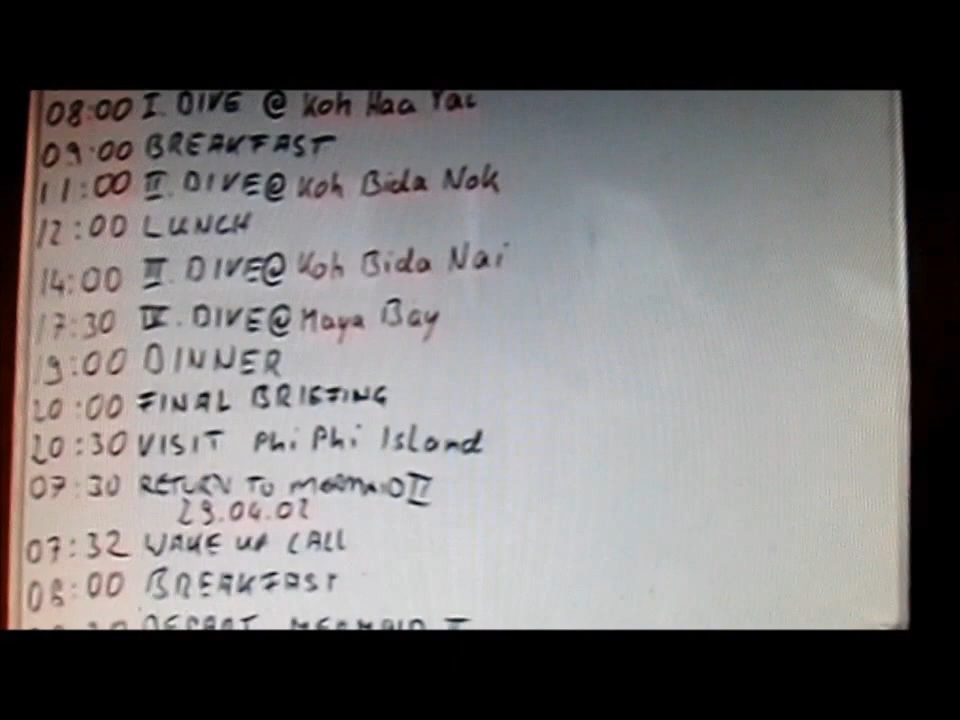 08:00 I. DIVE @ Koh Haa Yai
09:00 BREAKFAST
11:00 II. DIVE @ Koh Bida Nok
12:00 LUNCH
14:00 III. DIVE @ Koh Bida Nai
17:30 IV. DIVE @ Maya Bay
19:00 DINNER
20:00 FINAL BRIEFING
20:30 VISIT Phi Phi Island
07:30 RETURN TO MERMAID II
29.04.02
07:32 WAKE UP CALL
08:00 BREAKFAST
DEPART MERMAID II